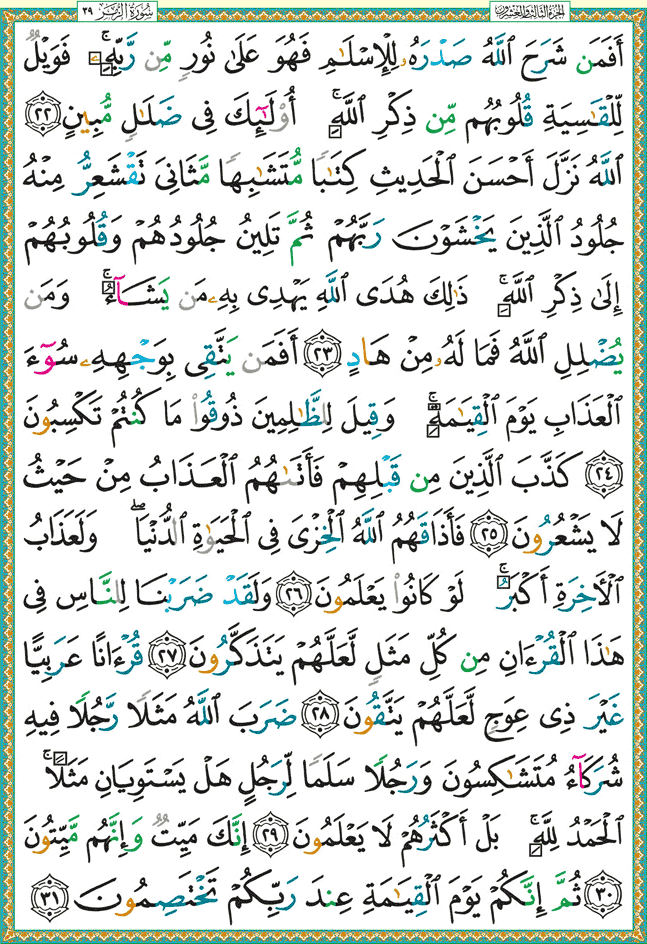 الجزء الثالث والعشرون
سُورَةُ الزُّمَر ٣٩
أَفَمَن شَرَحَ ٱللَّهُ صَدْرَهُۥ لِلْإِسْلَـٰمِ فَهُوَ عَلَىٰ نُورٍ مِّن رَّبِّهِۦ ۚ فَوَيْلٌ
لِّلْقَـٰسِيَةِ قُلُوبُهُم مِّن ذِكْرِ ٱللَّهِ ۚ أُو۟لَـٰٓئِكَ فِى ضَلَـٰلٍ مُّبِينٍ ٢٢
ٱللَّهُ نَزَّلَ أَحْسَنَ ٱلْحَدِيثِ كِتَـٰبًا مُّتَشَـٰبِهًا مَّثَانِىَ تَقْشَعِرُّ مِنْهُ
جُلُودُ ٱلَّذِينَ يَخْشَوْنَ رَبَّهُمْ ثُمَّ تَلِينُ جُلُودُهُمْ وَقُلُوبُهُمْ
إِلَىٰ ذِكْرِ ٱللَّهِ ۚ ذَٰلِكَ هُدَى ٱللَّهِ يَهْدِى بِهِۦ مَن يَشَآءُ ۚ وَمَن
يُضْلِلِ ٱللَّهُ فَمَا لَهُۥ مِنْ هَادٍ ٢٣ أَفَمَن يَتَّقِى بِوَجْهِهِۦ سُوٓءَ
ٱلْعَذَابِ يَوْمَ ٱلْقِيَـٰمَةِ ۚ وَقِيلَ لِلظَّـٰلِمِينَ ذُوقُوا۟ مَا كُنتُمْ تَكْسِبُونَ
٢٤ كَذَّبَ ٱلَّذِينَ مِن قَبْلِهِمْ فَأَتَىٰهُمُ ٱلْعَذَابُ مِنْ حَيْثُ
لَا يَشْعُرُونَ ٢٥ فَأَذَاقَهُمُ ٱللَّهُ ٱلْخِزْىَ فِى ٱلْحَيَوٰةِ ٱلدُّنْيَا ۖ وَلَعَذَابُ
ٱلْـَٔاخِرَةِ أَكْبَرُ ۚ لَوْ كَانُوا۟ يَعْلَمُونَ ٢٦ وَلَقَدْ ضَرَبْنَا لِلنَّاسِ فِى
هَـٰذَا ٱلْقُرْءَانِ مِن كُلِّ مَثَلٍ لَّعَلَّهُمْ يَتَذَكَّرُونَ ٢٧ قُرْءَانًا عَرَبِيًّا
غَيْرَ ذِى عِوَجٍ لَّعَلَّهُمْ يَتَّقُونَ ٢٨ ضَرَبَ ٱللَّهُ مَثَلًا رَّجُلًا فِيهِ
شُرَكَآءُ مُتَشَـٰكِسُونَ وَرَجُلًا سَلَمًا لِّرَجُلٍ هَلْ يَسْتَوِيَانِ مَثَلًا ۚ
ٱلْحَمْدُ لِلَّهِ ۚ بَلْ أَكْثَرُهُمْ لَا يَعْلَمُونَ ٢٩ إِنَّكَ مَيِّتٌ وَإِنَّهُم مَّيِّتُونَ
٣٠ ثُمَّ إِنَّكُمْ يَوْمَ ٱلْقِيَـٰمَةِ عِندَ رَبِّكُمْ تَخْتَصِمُونَ ٣١